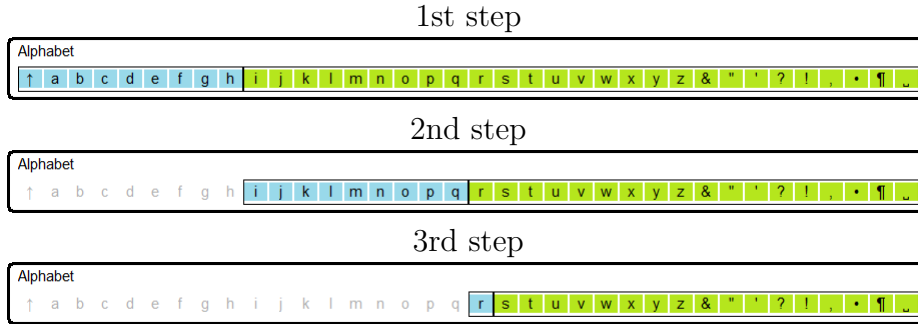 1st step
Alphabet
↑ a b c d e f g h i j k l m n o p q r s t u v w x y z & " ' ? ! , • ¶ ␣
2nd step
Alphabet
↑ a b c d e f g h i j k l m n o p q r s t u v w x y z & " ' ? ! , • ¶ ␣
3rd step
Alphabet
↑ a b c d e f g h i j k l m n o p q r s t u v w x y z & " ' ? ! , • ¶ ␣